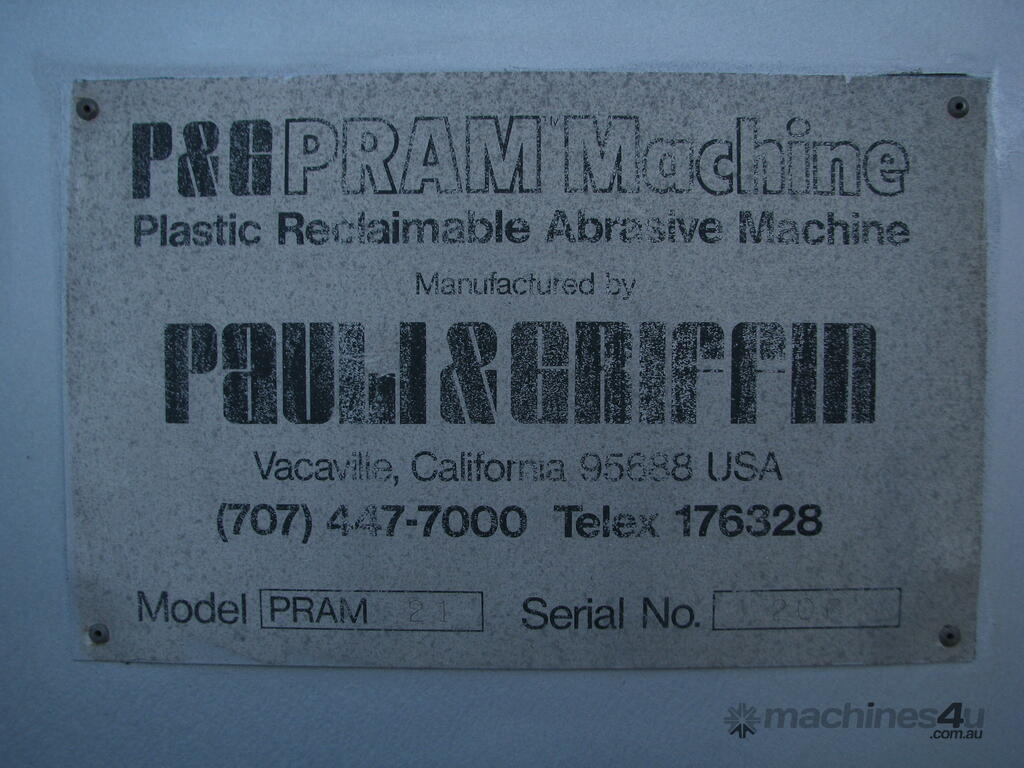 P&G PRAM™ Machine
Plastic Reclaimable Abrasive Machine
Manufactured by
PAULI & GRIFFIN
Vacaville, California 95688 USA
(707) 447-7000 Telex 176328
Model PRAM 21 Serial No.
machines4u
.com.au